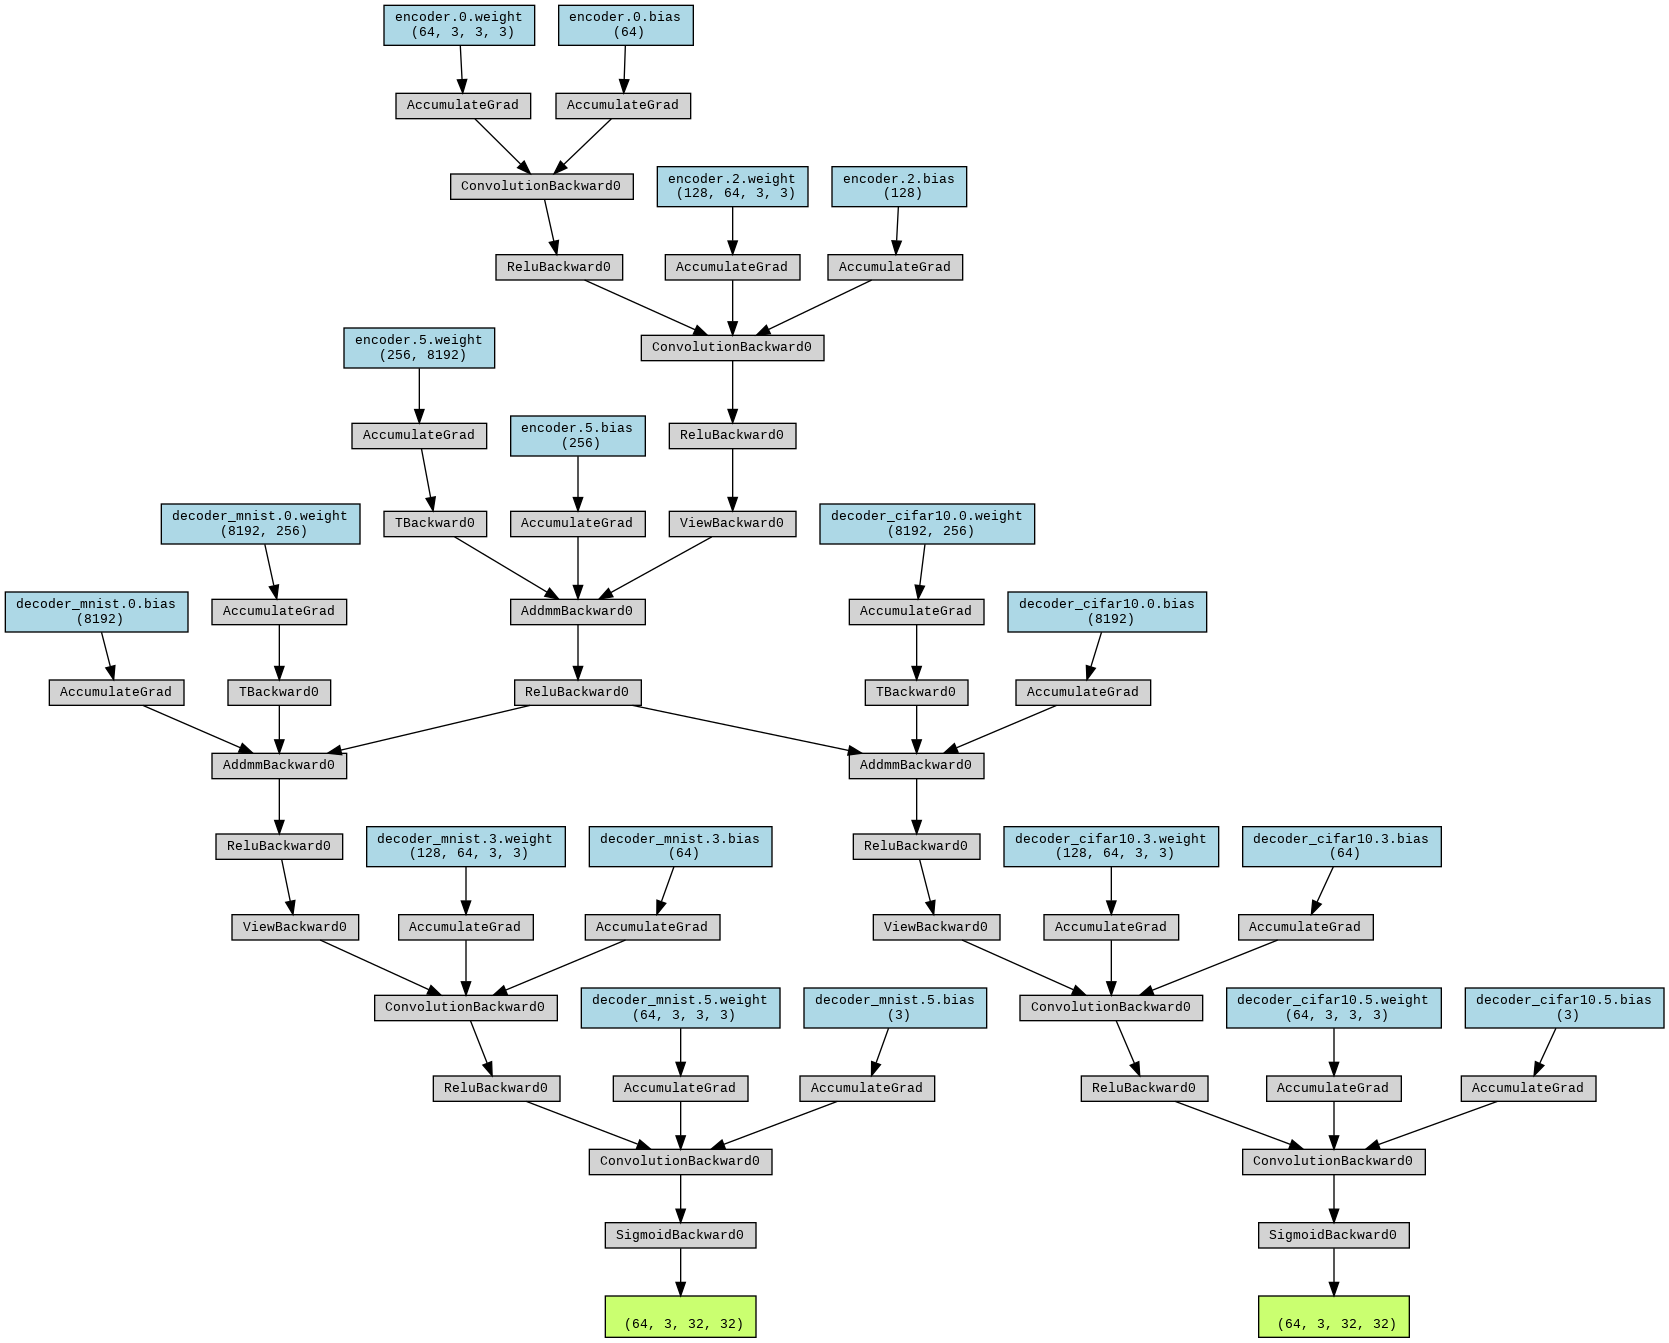 encoder.0.weight
(64, 3, 3, 3)
encoder.0.bias
(64)
AccumulateGrad
AccumulateGrad
ConvolutionBackward0
encoder.2.weight
(128, 64, 3, 3)
encoder.2.bias
(128)
ReluBackward0
AccumulateGrad
AccumulateGrad
encoder.5.weight
(256, 8192)
ConvolutionBackward0
AccumulateGrad
encoder.5.bias
(256)
ReluBackward0
decoder_mnist.0.weight
(8192, 256)
TBackward0
AccumulateGrad
ViewBackward0
decoder_cifar10.0.weight
(8192, 256)
decoder_mnist.0.bias
(8192)
AccumulateGrad
AddmmBackward0
AccumulateGrad
decoder_cifar10.0.bias
(8192)
AccumulateGrad
TBackward0
ReluBackward0
TBackward0
AccumulateGrad
AddmmBackward0
AddmmBackward0
ReluBackward0
decoder_mnist.3.weight
(128, 64, 3, 3)
decoder_mnist.3.bias
(64)
ReluBackward0
decoder_cifar10.3.weight
(128, 64, 3, 3)
decoder_cifar10.3.bias
(64)
ViewBackward0
AccumulateGrad
AccumulateGrad
ViewBackward0
AccumulateGrad
AccumulateGrad
ConvolutionBackward0
decoder_mnist.5.weight
(64, 3, 3, 3)
decoder_mnist.5.bias
(3)
ConvolutionBackward0
decoder_cifar10.5.weight
(64, 3, 3, 3)
decoder_cifar10.5.bias
(3)
ReluBackward0
AccumulateGrad
AccumulateGrad
ReluBackward0
AccumulateGrad
AccumulateGrad
ConvolutionBackward0
ConvolutionBackward0
SigmoidBackward0
SigmoidBackward0
(64, 3, 32, 32)
(64, 3, 32, 32)